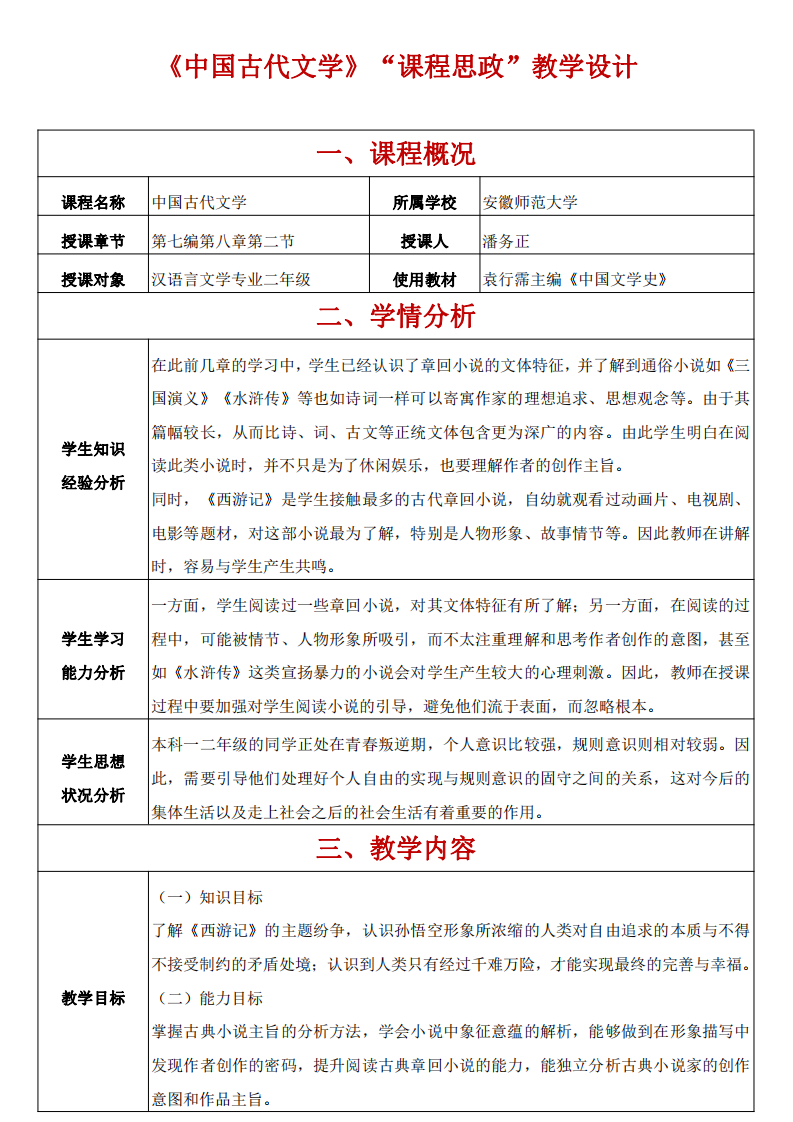 《中国古代文学》“课程思政”教学设计
一、课程概况
课程名称 中国古代文学 所属学校 安徽师范大学
授课章节 第七编第八章第二节 授课人 潘务正
授课对象 汉语言文学专业二年级 使用教材 袁行霈主编《中国文学史》
二、学情分析
学生知识
经验分析
在此前几章的学习中，学生已经认识了章回小说的文体特征，并了解到通俗小说如《三
国演义》《水浒传》等也如诗词一样可以寄寓作家的理想追求、思想观念等。由于其
篇幅较长，从而比诗、词、古文等正统文体包含更为深广的内容。由此学生明白在阅
读此类小说时，并不只是为了休闲娱乐，也要理解作者的创作主旨。
同时，《西游记》是学生接触最多的古代章回小说，自幼就观看过动画片、电视剧、
电影等题材，对这部小说最为了解，特别是人物形象、故事情节等。因此教师在讲解
时，容易与学生产生共鸣。
学生学习
能力分析
一方面，学生阅读过一些章回小说，对其文体特征有所了解；另一方面，在阅读的过
程中，可能被情节、人物形象所吸引，而不太注重理解和思考作者创作的意图，甚至
如《水浒传》这类宣扬暴力的小说会对学生产生较大的心理刺激。因此，教师在授课
过程中要加强对学生阅读小说的引导，避免他们流于表面，而忽略根本。
学生思想
状况分析
本科一二年级的同学正处在青春叛逆期，个人意识比较强，规则意识则相对较弱。因
此，需要引导他们处理好个人自由的实现与规则意识的固守之间的关系，这对今后的
集体生活以及走上社会之后的社会生活有着重要的作用。
三、教学内容
教学目标
（一）知识目标
了解《西游记》的主题纷争，认识孙悟空形象所浓缩的人类对自由追求的本质与不得
不接受制约的矛盾处境；认识到人类只有经过千难万险，才能实现最终的完善与幸福。
（二）能力目标
掌握古典小说主旨的分析方法，学会小说中象征意蕴的解析，能够做到在形象描写中
发现作者创作的密码，提升阅读古典章回小说的能力，能独立分析古典小说家的创作
意图和作品主旨。